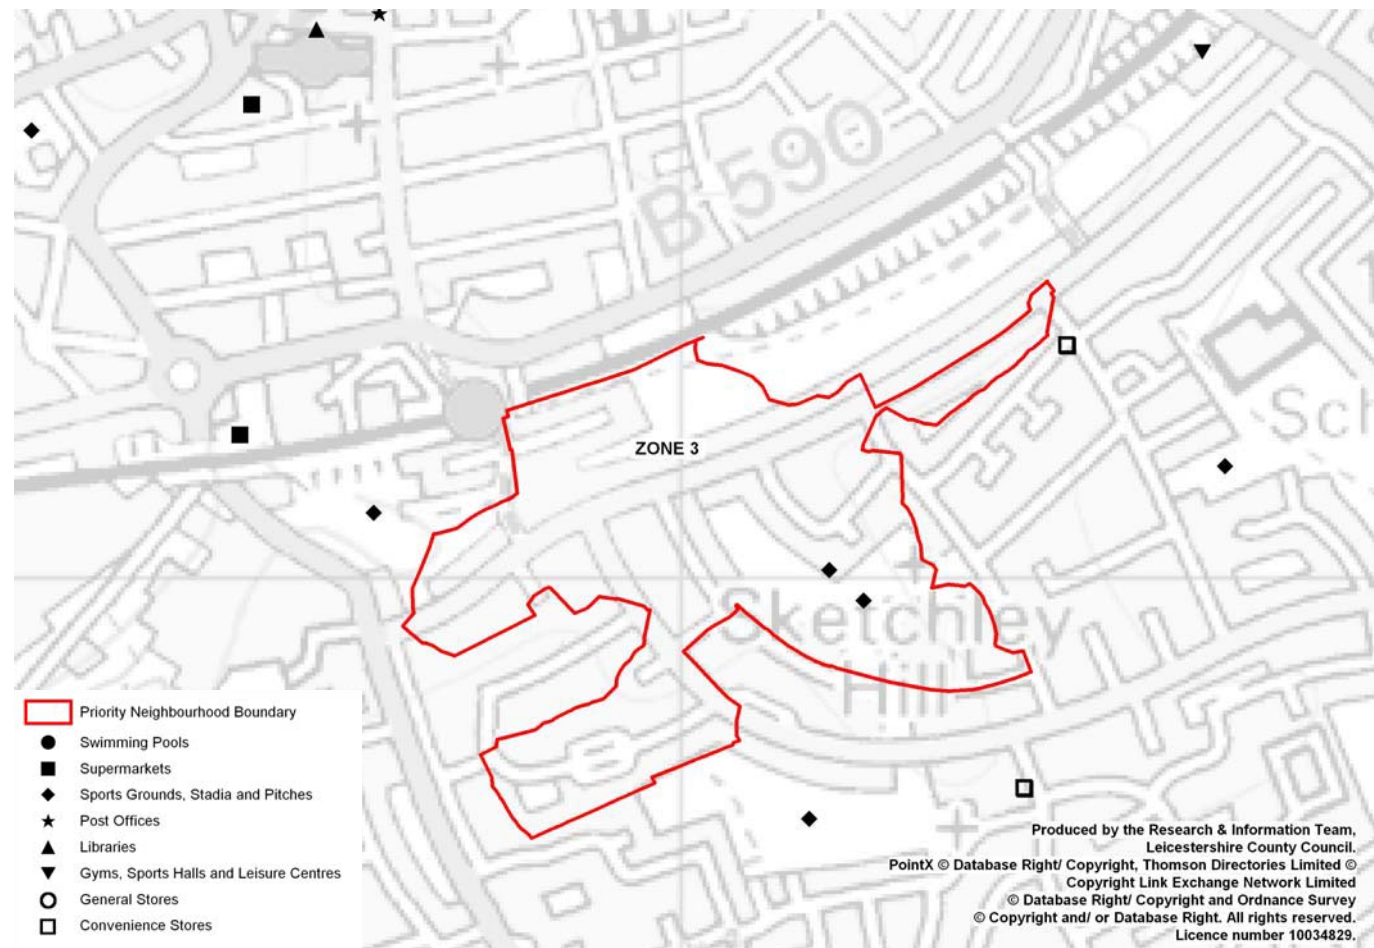 B 590
ZONE 3
Sch
Sketchley
Hill
Priority Neighbourhood Boundary
Swimming Pools
Supermarkets
Sports Grounds, Stadia and Pitches
Post Offices
Libraries
Gyms, Sports Halls and Leisure Centres
General Stores
Convenience Stores
Produced by the Research & Information Team,
Leicestershire County Council.
PointX © Database Right/ Copyright, Thomson Directories Limited ©
Copyright Link Exchange Network Limited
© Database Right/ Copyright and Ordnance Survey
© Copyright and/ or Database Right. All rights reserved.
Licence number 10034829.